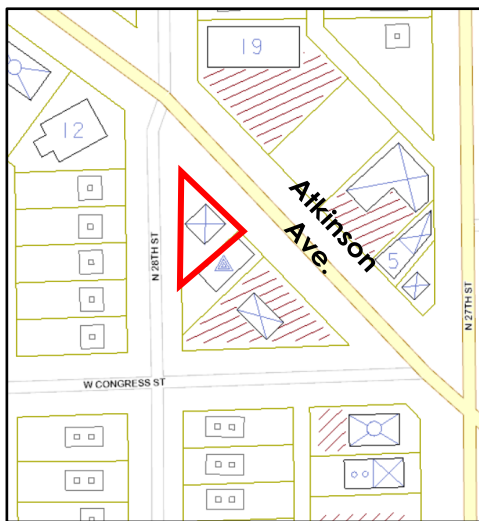 19
12
Atkinson
Ave.
N 28TH ST
5
N 27TH ST
W CONGRESS ST